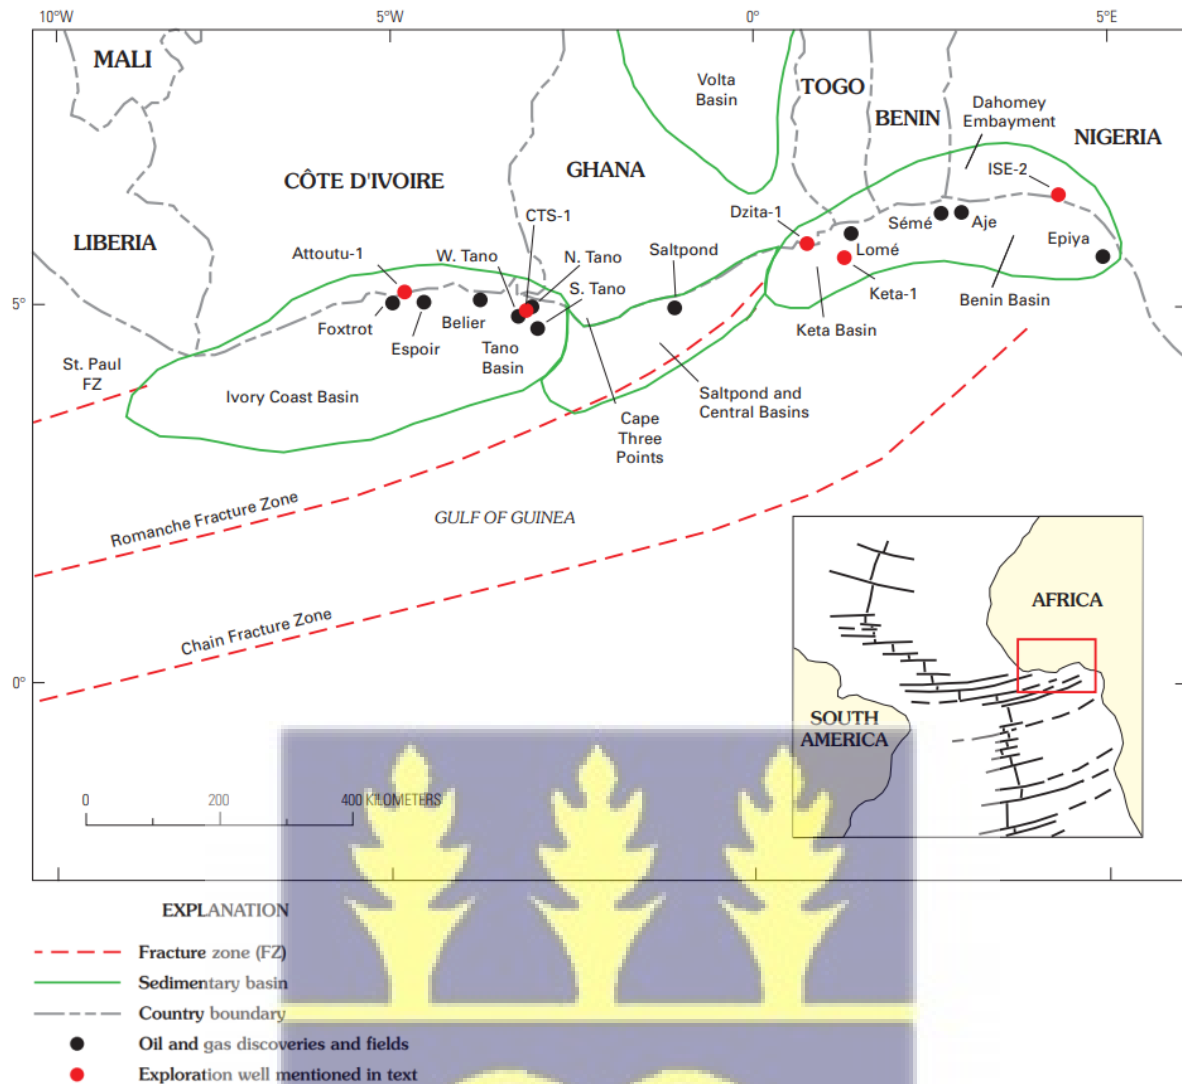 10°W
5°W
0°
5°E
MALI
Volta
Basin
TOGO
BENIN
Dahomey
Embayment
NIGERIA
ISE-2
CÔTE D'IVOIRE
GHANA
LIBERIA
CTS-1
Dzita-1
Sémé
Aje
Attoutu-1
W. Tano
N. Tano
Saltpond
Lomé
Epiya
S. Tano
Keta-1
5°
Foxtrot
Belier
Benin Basin
Espoir
Tano
Basin
Keta Basin
St. Paul
FZ
Ivory Coast Basin
Saltpond and
Central Basins
Cape
Three
Points
Romanche Fracture Zone
GULF OF GUINEA
Chain Fracture Zone
AFRICA
0°
SOUTH
AMERICA
0 200 400 KILOMETERS
EXPLANATION
Fracture zone (FZ)
Sedimentary basin
Country boundary
Oil and gas discoveries and fields
Exploration well mentioned in text